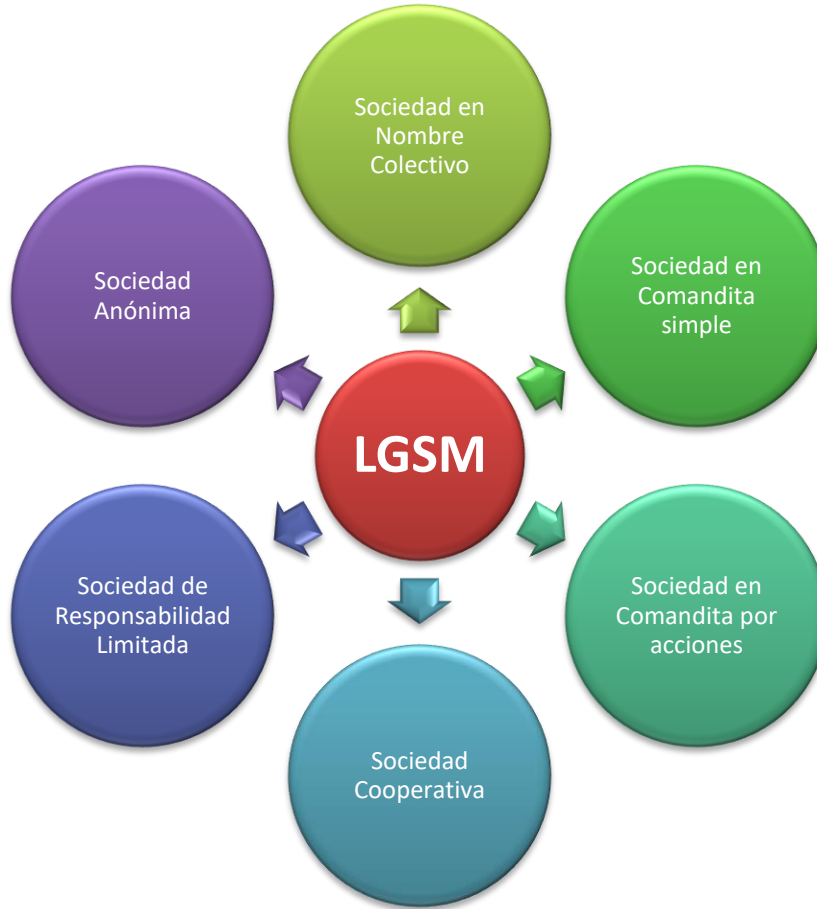 Sociedad en
Nombre
Colectivo
Sociedad en
Comandita
simple
Sociedad en
Comandita por
acciones
Sociedad
Cooperativa
Sociedad de
Responsabilidad
Limitada
Sociedad
Anónima
LGSM